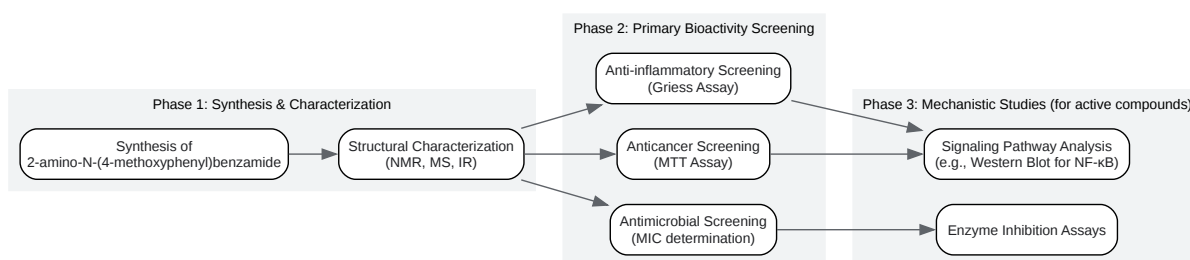 Phase 1: Synthesis & Characterization
Synthesis of
2-amino-N-(4-methoxyphenyl)benzamide
Structural Characterization
(NMR, MS, IR)
Phase 2: Primary Bioactivity Screening
Anti-inflammatory Screening
(Griess Assay)
Anticancer Screening
(MTT Assay)
Antimicrobial Screening
(MIC determination)
Phase 3: Mechanistic Studies (for active compounds)
Signaling Pathway Analysis
(e.g., Western Blot for NF-κB)
Enzyme Inhibition Assays